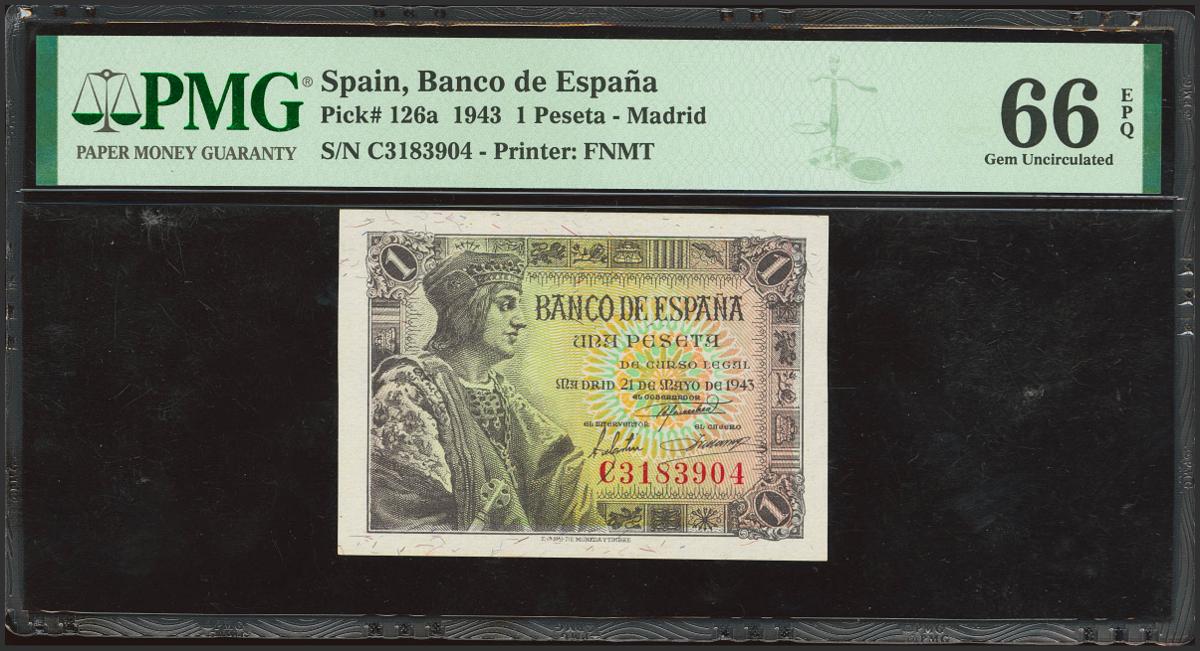 PMG®
PAPER MONEY GUARANTY
Spain, Banco de España
Pick# 126a 1943 1 Peseta - Madrid
S/N C3183904 - Printer: FNMT
66
EPQ
Gem Uncirculated
1
1
BANCO DE ESPAÑA
UNA PESETA
DE CURSO LEGAL
MADRID 21 DE MAYO DE 1943
EL GOBERNADOR
EL INTERVENTOR EL CAJERO
C3183904
1